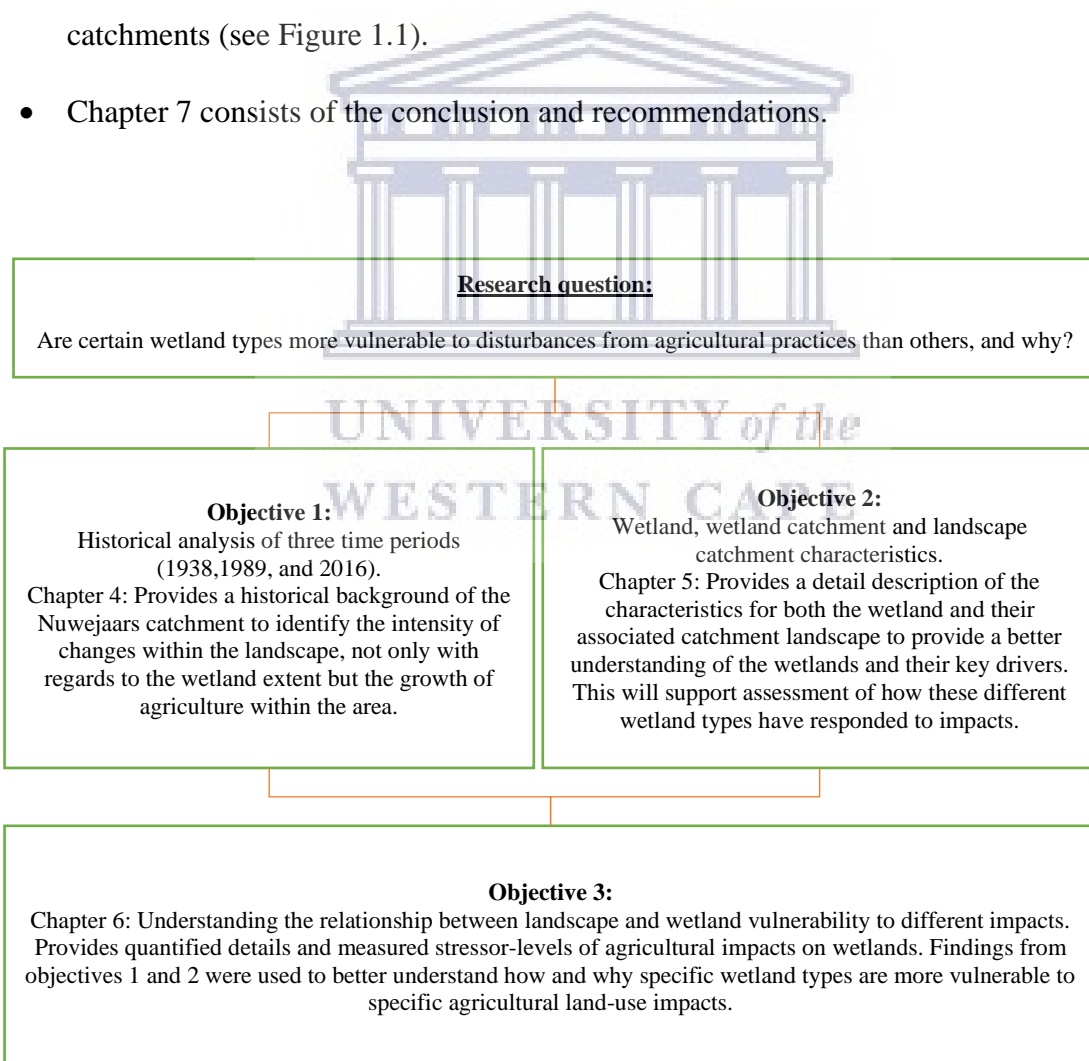 catchments (see Figure 1.1).
• Chapter 7 consists of the conclusion and recommendations.
Research question:
Are certain wetland types more vulnerable to disturbances from agricultural practices than others, and why?
UNIVERSITY of the
WESTERN CAPE
Objective 1:
Historical analysis of three time periods
(1938,1989, and 2016).
Chapter 4: Provides a historical background of the
Nuwejaars catchment to identify the intensity of
changes within the landscape, not only with
regards to the wetland extent but the growth of
agriculture within the area.
Objective 2:
Wetland, wetland catchment and landscape
catchment characteristics.
Chapter 5: Provides a detail description of the
characteristics for both the wetland and their
associated catchment landscape to provide a better
understanding of the wetlands and their key drivers.
This will support assessment of how these different
wetland types have responded to impacts.
Objective 3:
Chapter 6: Understanding the relationship between landscape and wetland vulnerability to different impacts.
Provides quantified details and measured stressor-levels of agricultural impacts on wetlands. Findings from
objectives 1 and 2 were used to better understand how and why specific wetland types are more vulnerable to
specific agricultural land-use impacts.